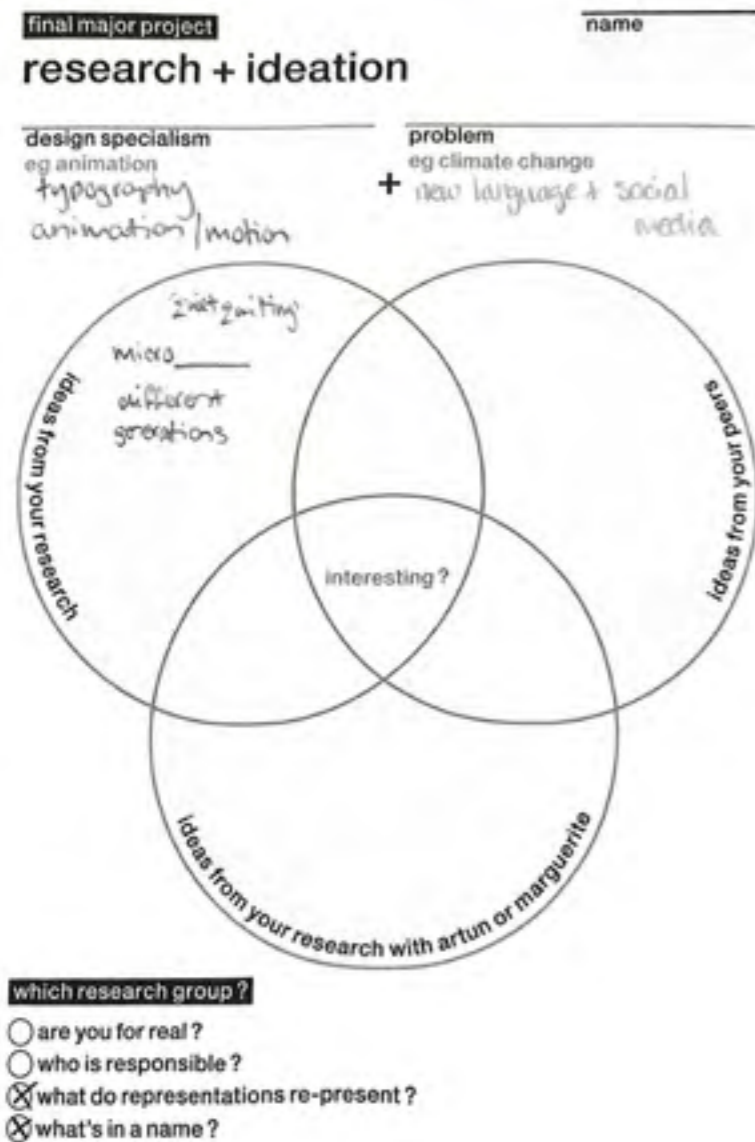 final major project
name
research + ideation
design specialism
problem
eg animation
eg climate change
typography
+
new language + social
animation/motion
media
'quiet quiting'
micro____
different
generations
ideas from your research
ideas from your peers
interesting?
ideas from your research with artun or marguerite
which research group?
are you for real?
who is responsible?
what do representations re-present?
what's in a name?